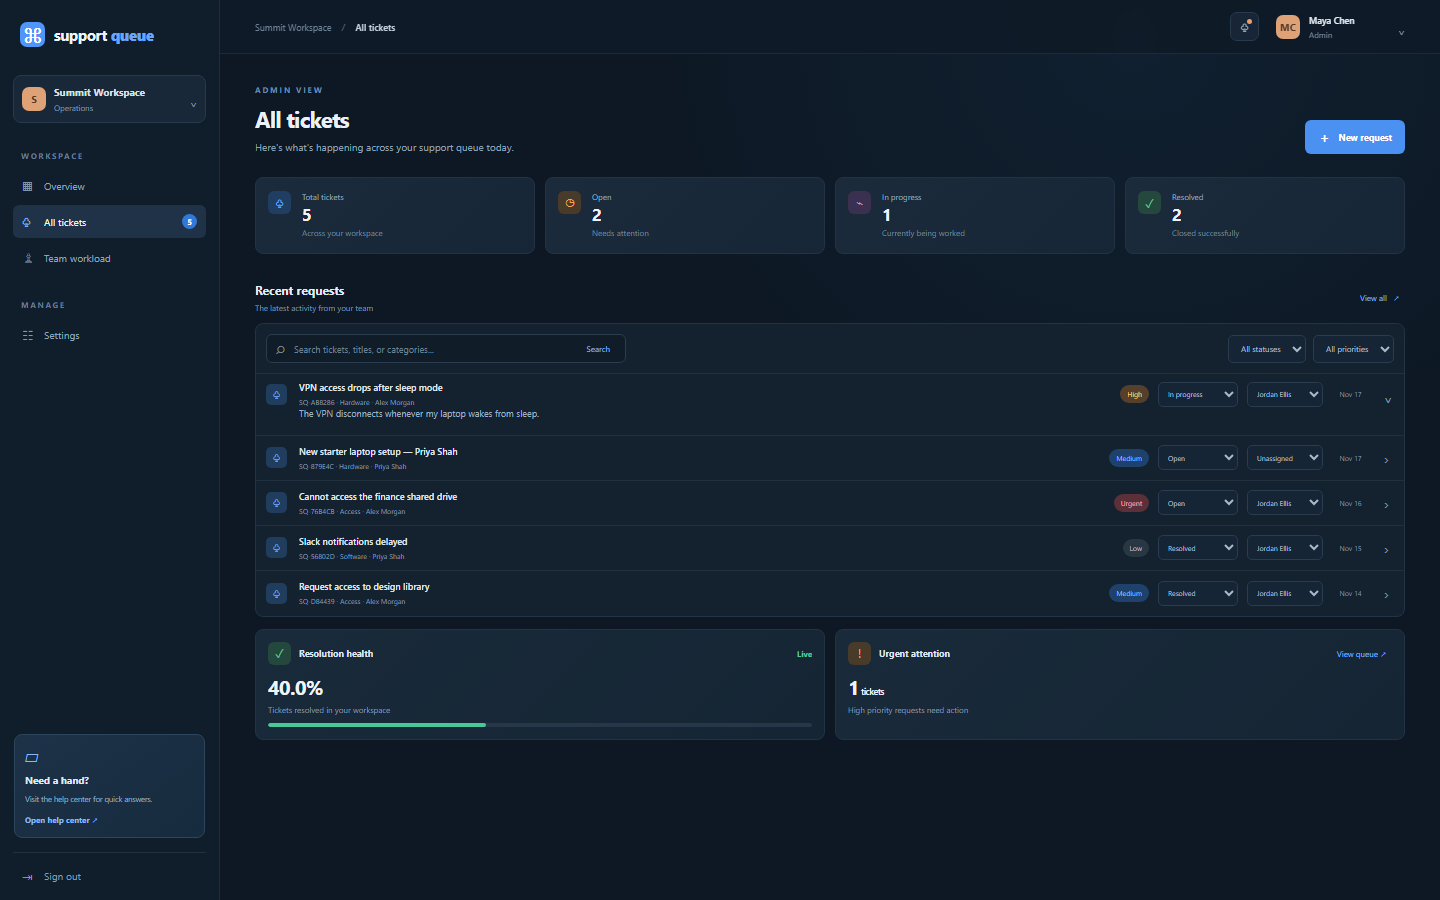 support queue
S
Summit Workspace
Operations
WORKSPACE
Overview
All tickets
5
Team workload
MANAGE
Settings
Need a hand?
Visit the help center for quick answers.
Open help center ↗
Sign out
Summit Workspace / All tickets
MC
Maya Chen
Admin
ADMIN VIEW
All tickets
Here's what's happening across your support queue today.
+ New request
Total tickets
5
Across your workspace
Open
2
Needs attention
In progress
1
Currently being worked
Resolved
2
Closed successfully
Recent requests
The latest activity from your team
View all ↗
Search tickets, titles, or categories...
Search
All statuses
All priorities
VPN access drops after sleep mode
SQ-AB8286 · Hardware · Alex Morgan
The VPN disconnects whenever my laptop wakes from sleep.
High
In progress
Jordan Ellis
Nov 17
New starter laptop setup — Priya Shah
SQ-879E4C · Hardware · Priya Shah
Medium
Open
Unassigned
Nov 17
Cannot access the finance shared drive
SQ-76B4CB · Access · Alex Morgan
Urgent
Open
Jordan Ellis
Nov 16
Slack notifications delayed
SQ-56802D · Software · Priya Shah
Low
Resolved
Jordan Ellis
Nov 15
Request access to design library
SQ-D84439 · Access · Alex Morgan
Medium
Resolved
Jordan Ellis
Nov 14
Resolution health
Live
40.0%
Tickets resolved in your workspace
! Urgent attention
View queue ↗
1 tickets
High priority requests need action